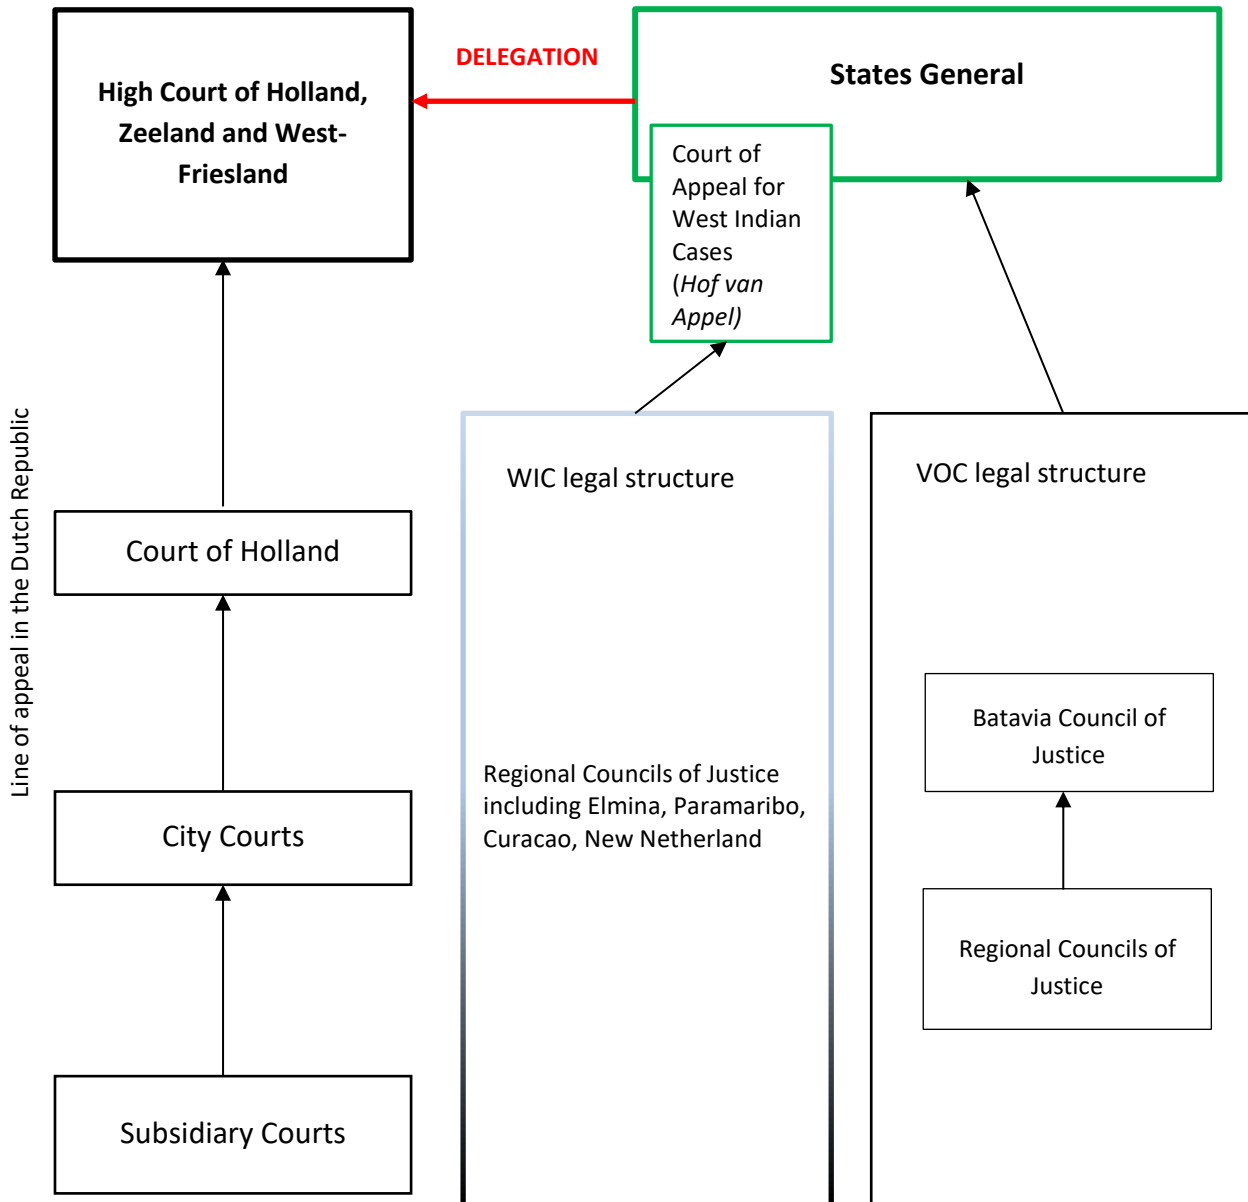 High Court of Holland,
Zeeland and West-
Friesland
DELEGATION
States General
Court of
Appeal for
West Indian
Cases
(Hof van
Appel)
Line of appeal in the Dutch Republic
Court of Holland
City Courts
Subsidiary Courts
WIC legal structure
Regional Councils of Justice
including Elmina, Paramaribo,
Curacao, New Netherland
VOC legal structure
Batavia Council of
Justice
Regional Councils of
Justice